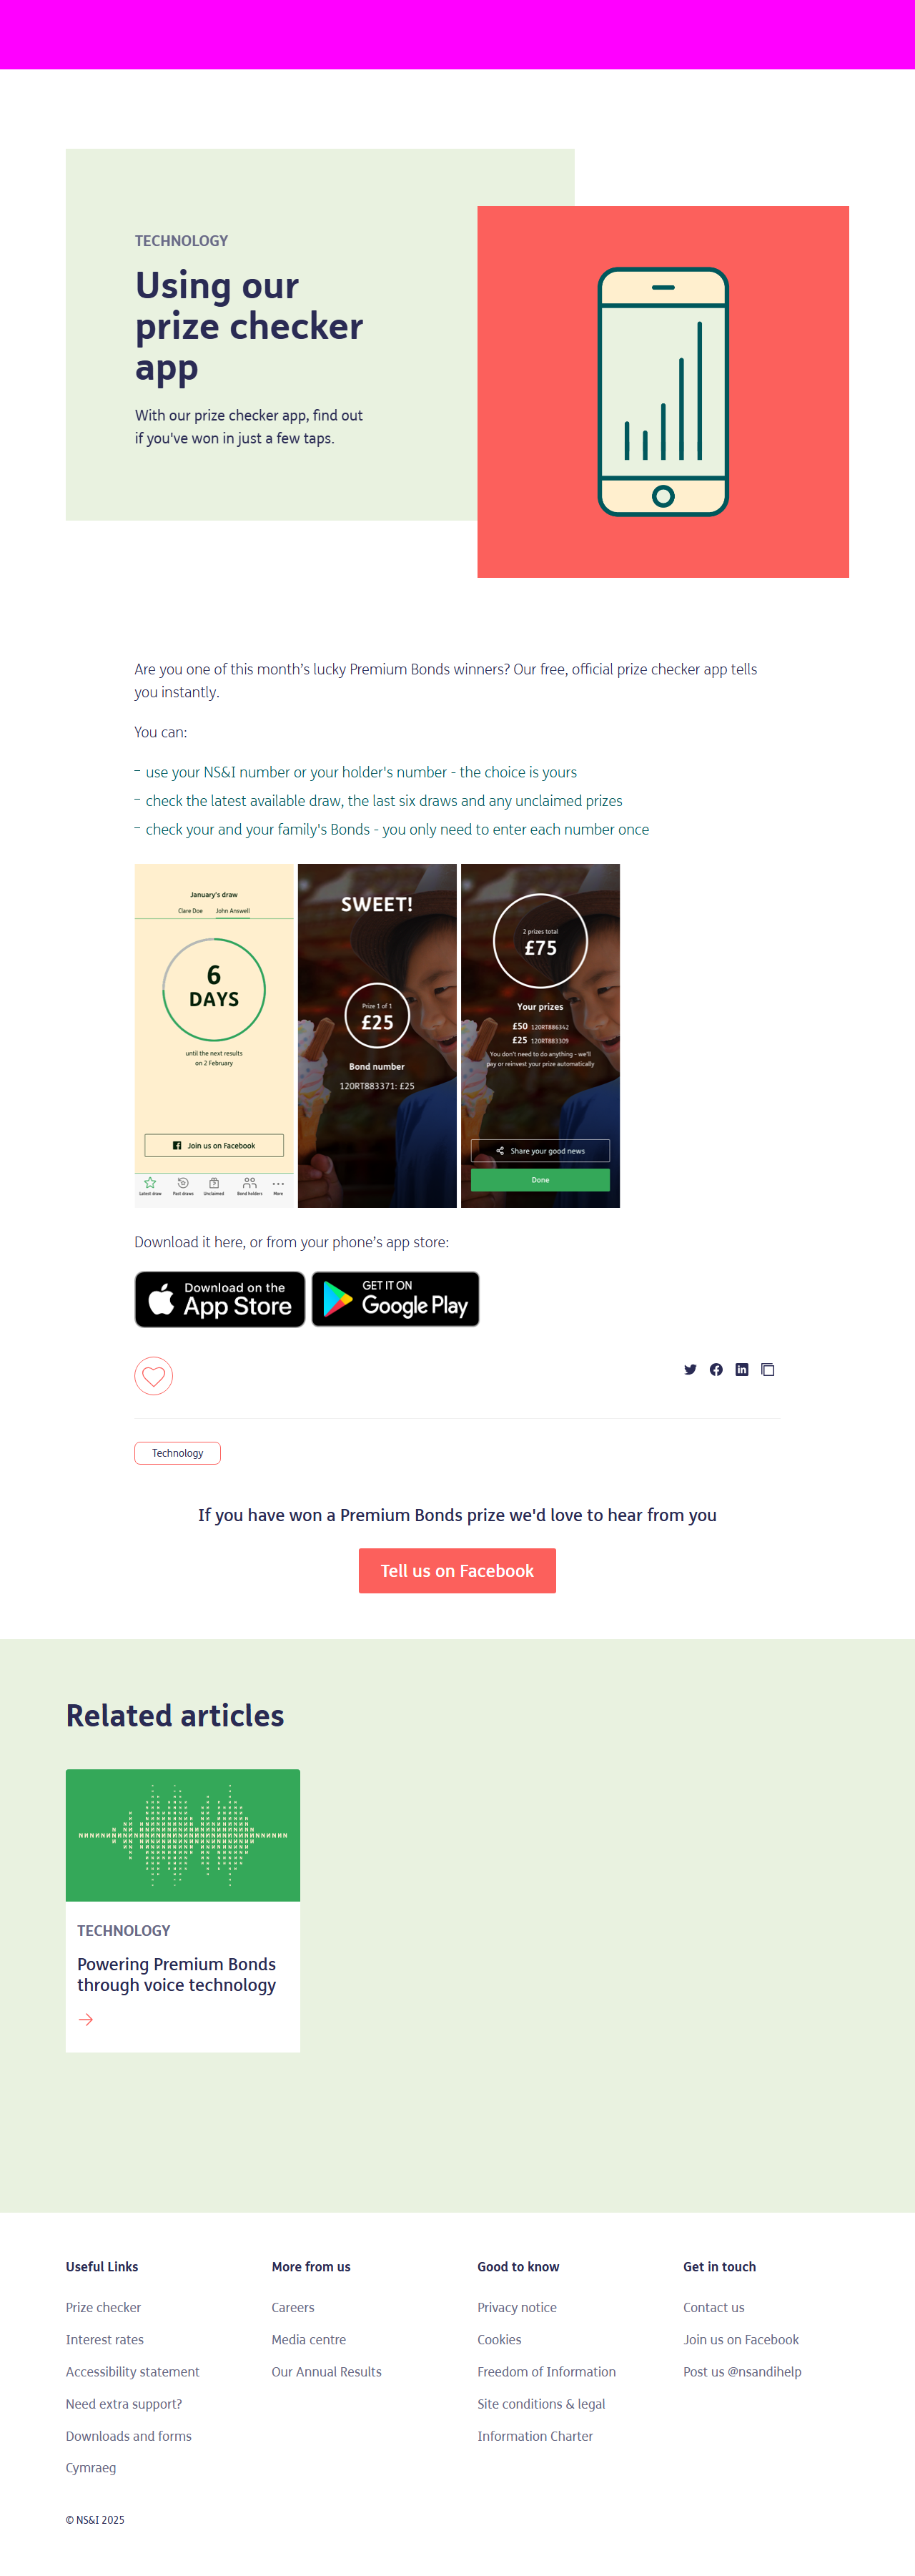 TECHNOLOGY
Using our
prize checker
app
With our prize checker app, find out
if you've won in just a few taps.
Are you one of this month’s lucky Premium Bonds winners? Our free, official prize checker app tells
you instantly.
You can:
– use your NS&I number or your holder's number - the choice is yours
– check the latest available draw, the last six draws and any unclaimed prizes
– check your and your family's Bonds - you only need to enter each number once
January's draw
Clare Doe John Answell
6
DAYS
until the next results
on 2 February
Join us on Facebook
Latest draw Past draws Unclaimed Bond holders More
SWEET!
Prize 1 of 1
£25
Bond number
120RT883371: £25
2 prizes total
£75
Your prizes
£50 120RT886342
£25 120RT883309
You don't need to do anything - we'll
pay or reinvest your prize automatically
Share your good news
Done
Download it here, or from your phone’s app store:
Download on the
App Store
GET IT ON
Google Play
Technology
If you have won a Premium Bonds prize we'd love to hear from you
Tell us on Facebook
Related articles
TECHNOLOGY
Powering Premium Bonds
through voice technology
Useful Links
Prize checker
Interest rates
Accessibility statement
Need extra support?
Downloads and forms
Cymraeg
More from us
Careers
Media centre
Our Annual Results
Good to know
Privacy notice
Cookies
Freedom of Information
Site conditions & legal
Information Charter
Get in touch
Contact us
Join us on Facebook
Post us @nsandihelp
© NS&I 2025